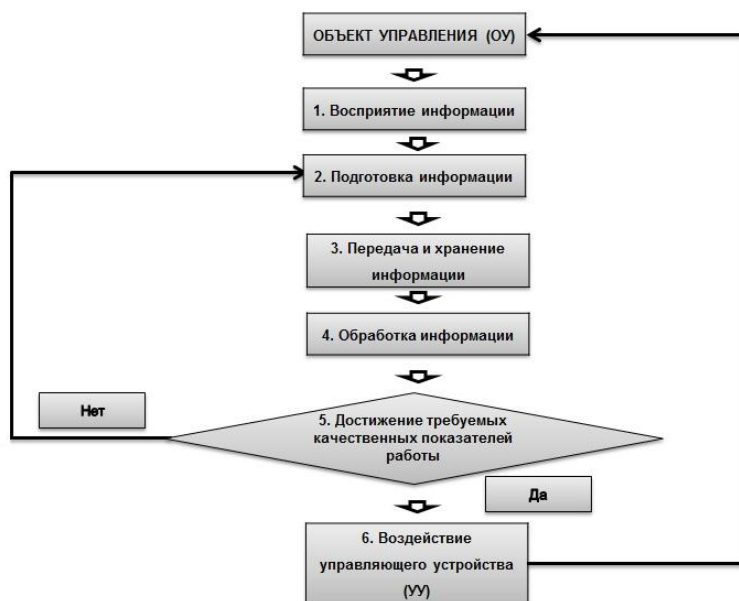 ОБЪЕКТ УПРАВЛЕНИЯ (ОУ)
1. Восприятие информации
2. Подготовка информации
3. Передача и хранение
информации
4. Обработка информации
5. Достижение требуемых
качественных показателей
работы
Нет
Да
6. Воздействие
управляющего устройства
(УУ)